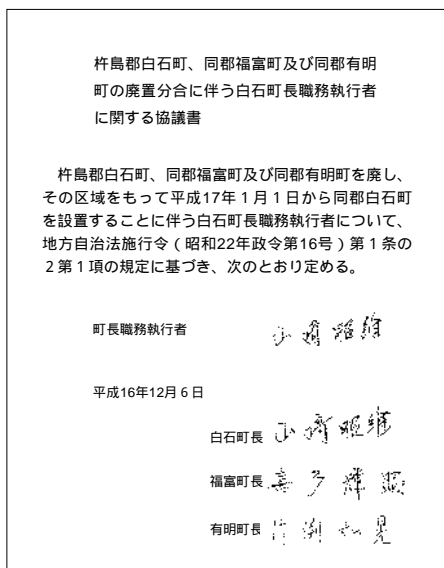 杵島郡白石町、同郡福富町及び同郡有明
町の廃置分合に伴う白石町長職務執行者
に関する協議書
杵島郡白石町、同郡福富町及び同郡有明町を廃し、
その区域をもって平成17年1月1日から同郡白石町
を設置することに伴う白石町長職務執行者について、
地方自治法施行令（昭和22年政令第16号）第1条の
2第1項の規定に基づき、次のとおり定める。
町長職務執行者
平成16年12月6日
白石町長
福富町長 喜多
有明町長 片渕